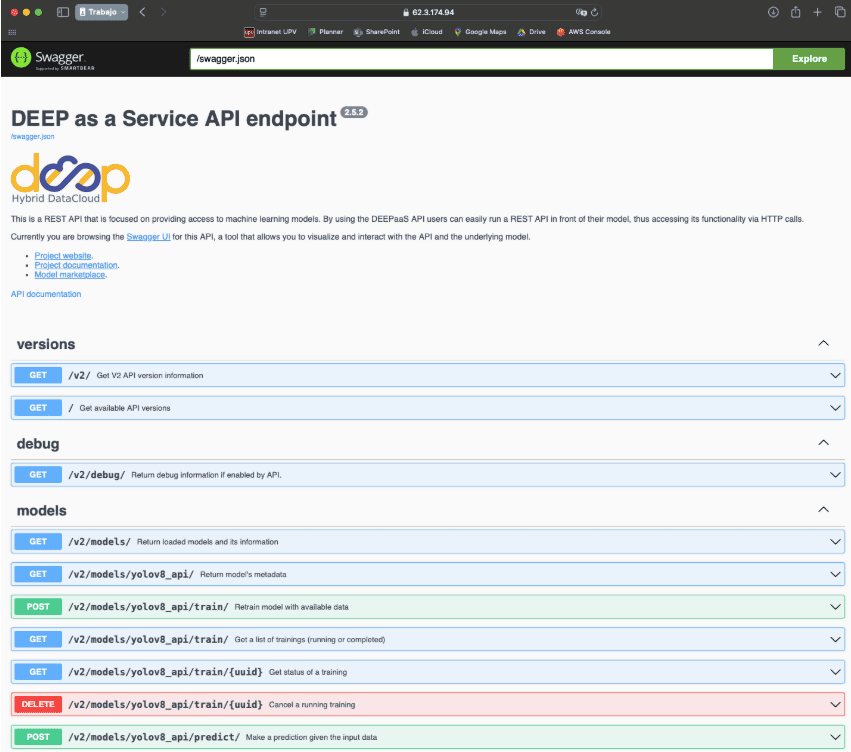 Trabajo
62.3.174.94
Intranet UPV Planner SharePoint iCloud Google Maps Drive AWS Console
Swagger
Supported by SMARTBEAR
/swagger.json
Explore
DEEP as a Service API endpoint 2.5.2
/swagger.json
deep
Hybrid DataCloud
This is a REST API that is focused on providing access to machine learning models. By using the DEEPaaS API users can easily run a REST API in front of their model, thus accessing its functionality via HTTP calls.
Currently you are browsing the Swagger UI for this API, a tool that allows you to visualize and interact with the API and the underlying model.
• Project website.
• Project documentation.
• Model marketplace.
API documentation
versions
GET /v2/ Get V2 API version information
GET / Get available API versions
debug
GET /v2/debug/ Return debug information if enabled by API.
models
GET /v2/models/ Return loaded models and its information
GET /v2/models/yolov8_api/ Return model's metadata
POST /v2/models/yolov8_api/train/ Retrain model with available data
GET /v2/models/yolov8_api/train/ Get a list of trainings (running or completed)
GET /v2/models/yolov8_api/train/{uuid} Get status of a training
DELETE /v2/models/yolov8_api/train/{uuid} Cancel a running training
POST /v2/models/yolov8_api/predict/ Make a prediction given the input data